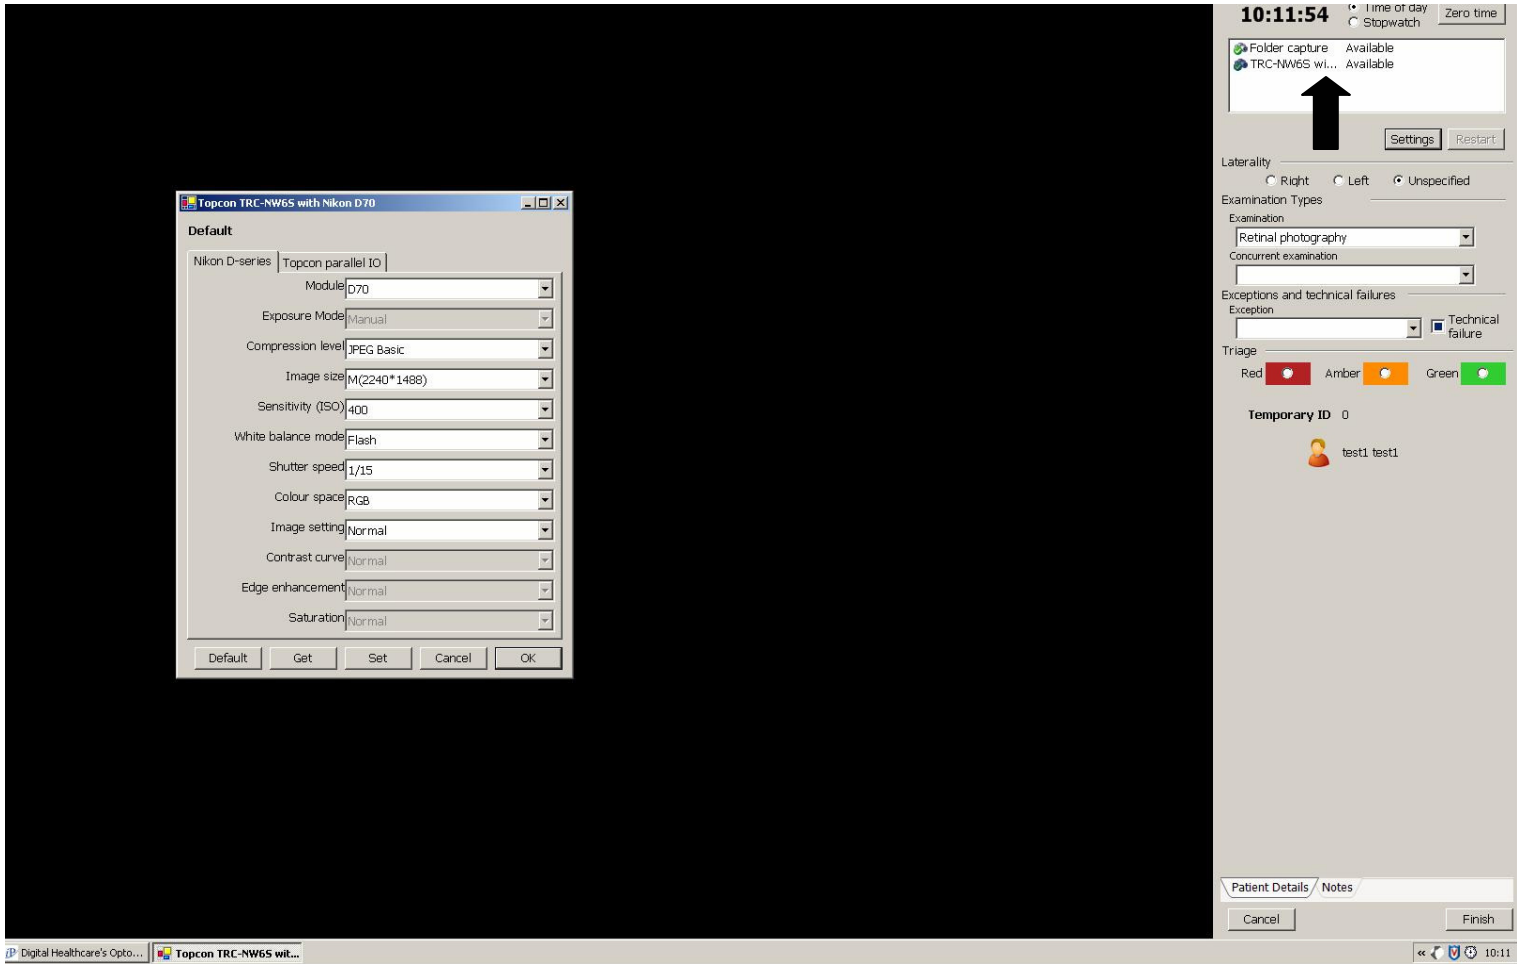 10:11:54
Time of day
Stopwatch
Zero time
Folder capture Available
TRC-NW6S wi... Available
Settings
Restart
Laterality
Right Left Unspecified
Examination Types
Examination
Retinal photography
Concurrent examination
Exceptions and technical failures
Exception
Technical
failure
Triage
Red Amber Green
Temporary ID 0
test1 test1
Topcon TRC-NW6S with Nikon D70
Default
Nikon D-series Topcon parallel IO
Module D70
Exposure Mode Manual
Compression level JPEG Basic
Image size M(2240*1488)
Sensitivity (ISO) 400
White balance mode Flash
Shutter speed 1/15
Colour space RGB
Image setting Normal
Contrast curve Normal
Edge enhancement Normal
Saturation Normal
Default Get Set Cancel OK
Patient Details Notes
Cancel Finish
Digital Healthcare's Opto... Topcon TRC-NW6S wit... « 10:11